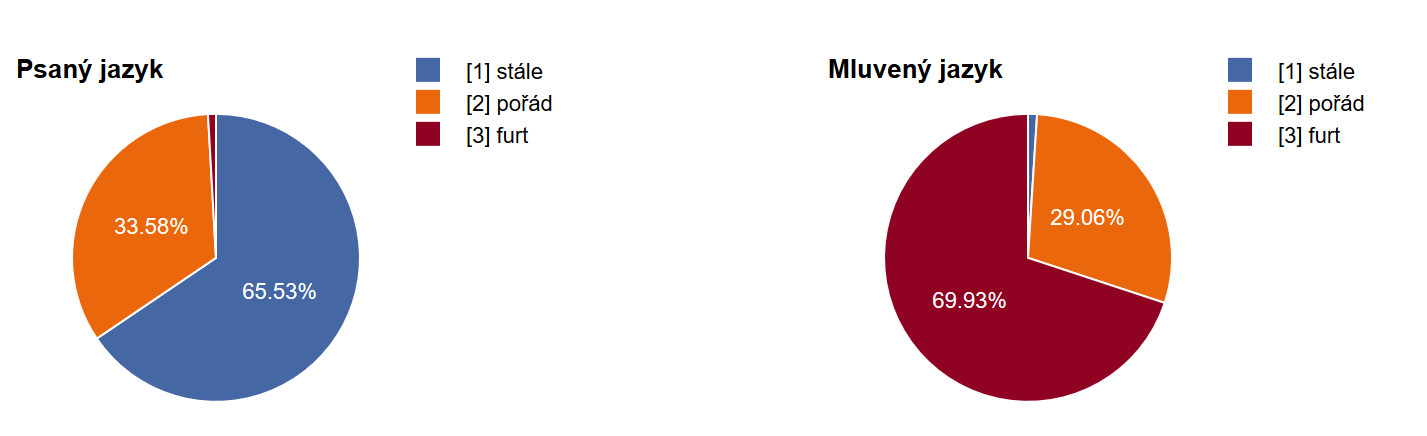 Psaný jazyk
[1] stále
[2] pořád
[3] furt
33.58%
65.53%
Mluvený jazyk
[1] stále
[2] pořád
[3] furt
29.06%
69.93%